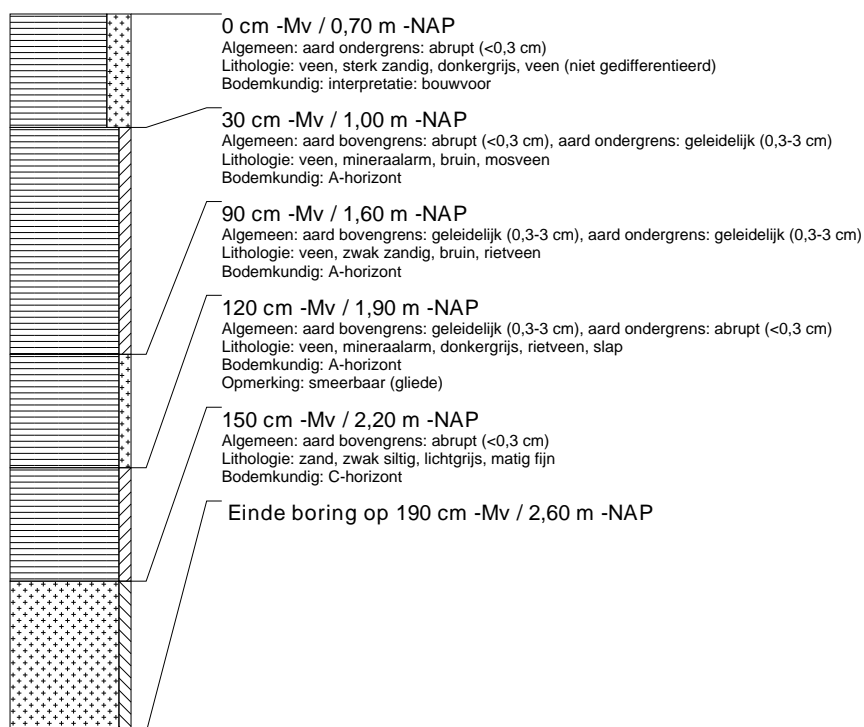 0 cm -Mv / 0,70 m -NAP
Algemeen: aard ondergrens: abrupt (<0,3 cm)
Lithologie: veen, sterk zandig, donkergrijs, veen (niet gedifferentieerd)
Bodemkundig: interpretatie: bouwvoor
30 cm -Mv / 1,00 m -NAP
Algemeen: aard bovengrens: abrupt (<0,3 cm), aard ondergrens: geleidelijk (0,3-3 cm)
Lithologie: veen, mineraalarm, bruin, mosveen
Bodemkundig: A-horizont
90 cm -Mv / 1,60 m -NAP
Algemeen: aard bovengrens: geleidelijk (0,3-3 cm), aard ondergrens: geleidelijk (0,3-3 cm)
Lithologie: veen, zwak zandig, bruin, rietveen
Bodemkundig: A-horizont
120 cm -Mv / 1,90 m -NAP
Algemeen: aard bovengrens: geleidelijk (0,3-3 cm), aard ondergrens: abrupt (<0,3 cm)
Lithologie: veen, mineraalarm, donkergrijs, rietveen, slap
Bodemkundig: A-horizont
Opmerking: smeerbaar (gliede)
150 cm -Mv / 2,20 m -NAP
Algemeen: aard bovengrens: abrupt (<0,3 cm)
Lithologie: zand, zwak siltig, lichtgrijs, matig fijn
Bodemkundig: C-horizont
Einde boring op 190 cm -Mv / 2,60 m -NAP